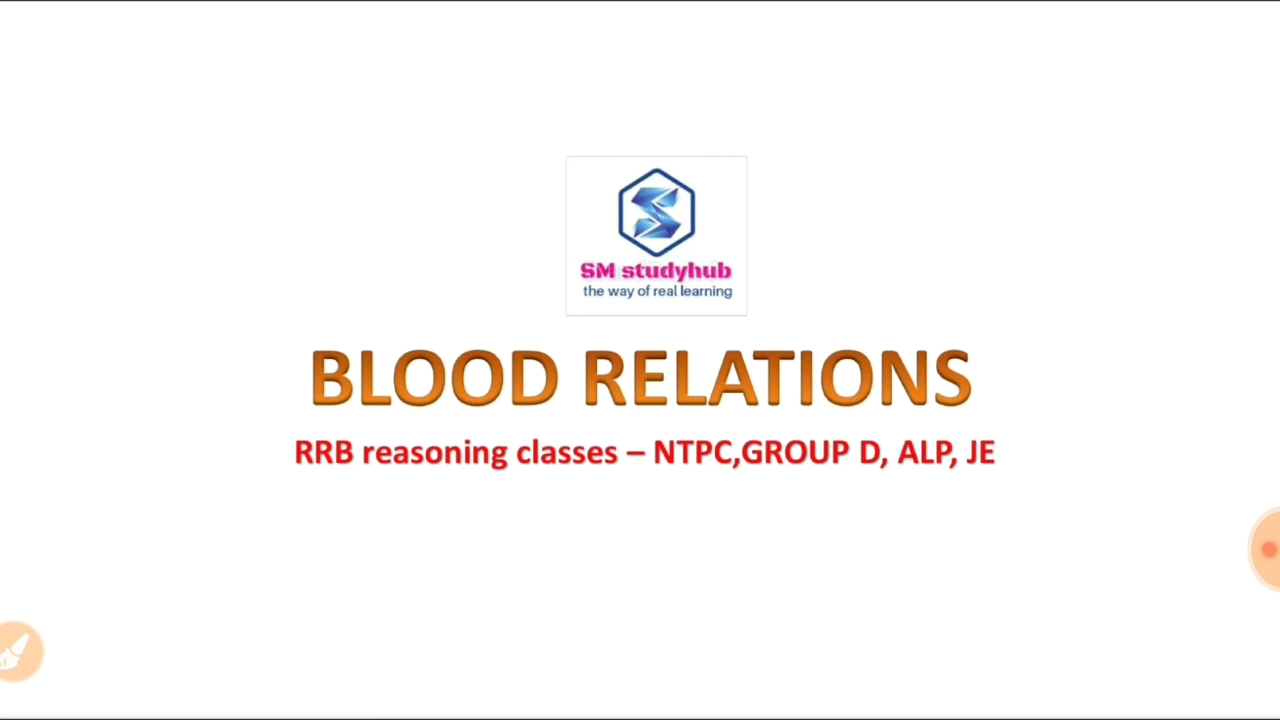 SM studyhub
the way of real learning
BLOOD RELATIONS
RRB reasoning classes – NTPC,GROUP D, ALP, JE